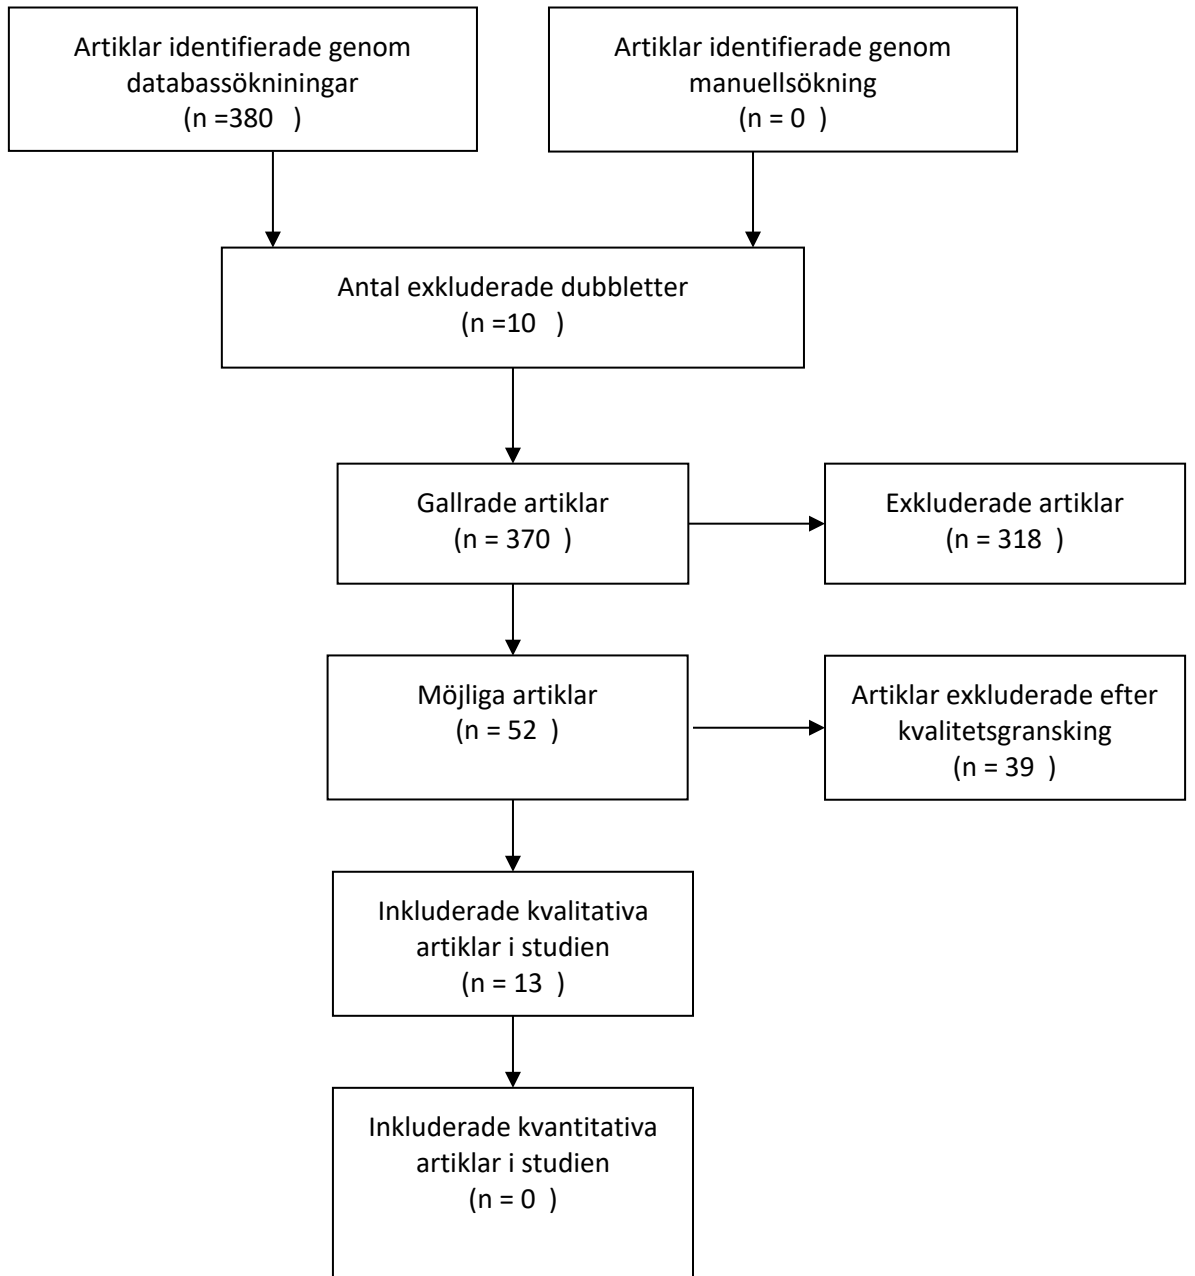 Artiklar identifierade genom
databassökniningar
(n =380   )
Artiklar identifierade genom
manuellsökning
(n = 0  )
Antal exkluderade dubbletter
(n =10   )
Gallrade artiklar
(n = 370  )
Exkluderade artiklar
(n = 318  )
Möjliga artiklar
(n = 52  )
Artiklar exkluderade efter
kvalitetsgransking
(n = 39  )
Inkluderade kvalitativa
artiklar i studien
(n = 13  )
Inkluderade kvantitativa
artiklar i studien
(n = 0  )